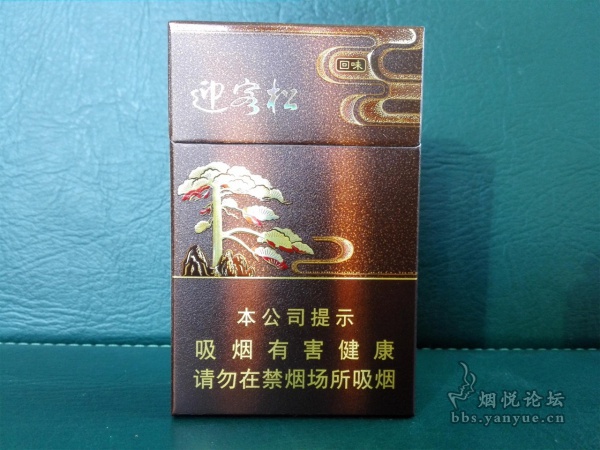 回味
迎客松
本公司提示
吸烟有害健康
请勿在禁烟场所吸烟
烟悦论坛
bbs.yanyue.cn